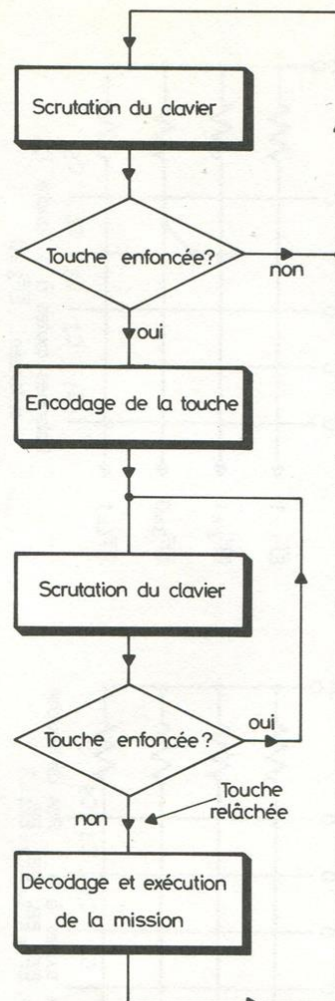 Scrutation du clavier
Touche enfoncée?
non
oui
Encodage de la touche
Scrutation du clavier
Touche enfoncée?
oui
Touche
relâchée
non
Décodage et exécution
de la mission